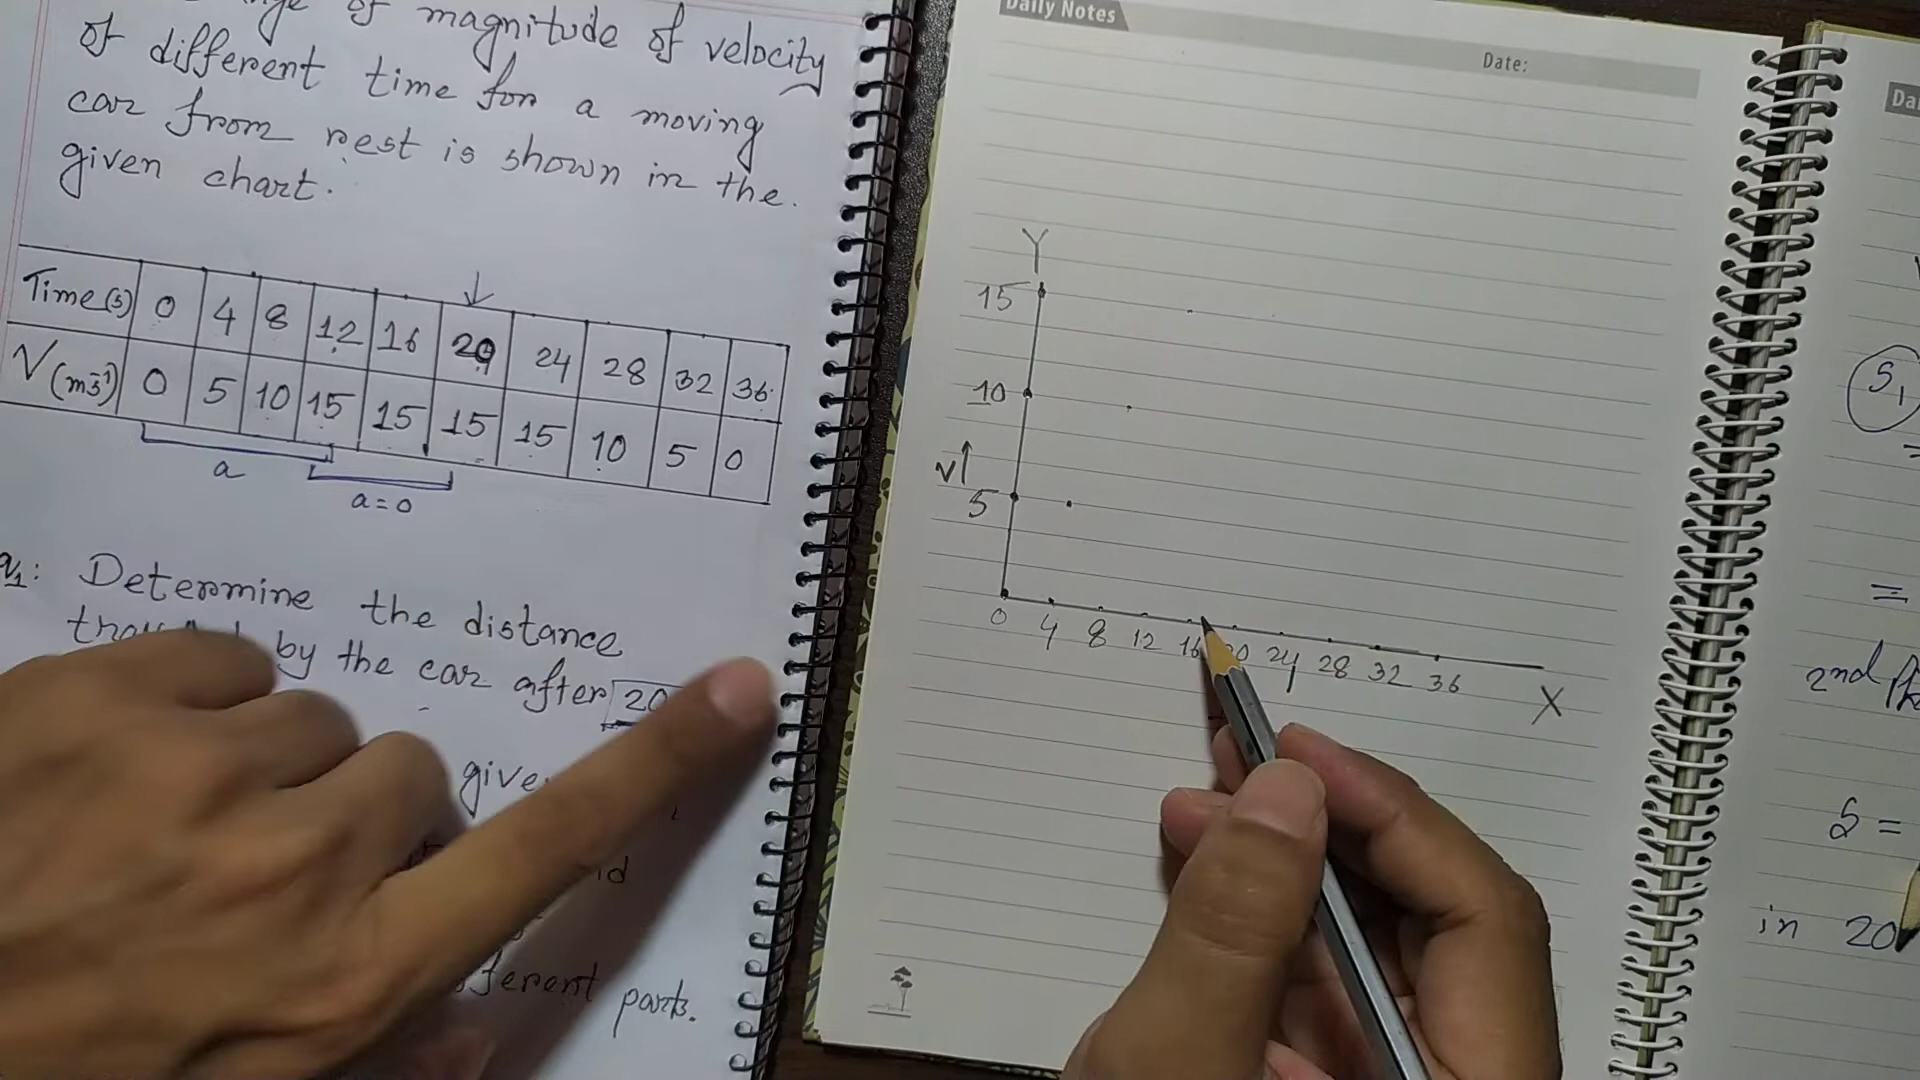 of magnitude of velocity
of different time for a moving
car from rest is shown in the.
given chart.
Time(s) 0 4 8 12 16 20 24 28 32 36
V(ms⁻¹) 0 5 10 15 15 15 15 10 5 0
a
a=0
Determine the distance
by the car after 20
parts.
Daily Notes
Date:
Y
15
10
V↑
5
0 4 8 12 16 20 24 28 32 36
X
S₁
=
2nd
S =
in 20